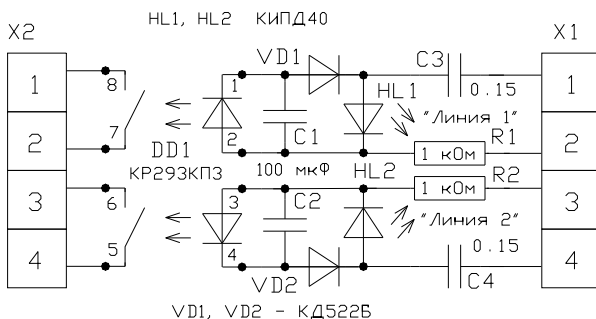 HL1, HL2 КИПД40
X2
X1
VD1
C3
1
8
1
HL1
0.15
1
7
2
C1
"Линия 1"
R1
2
DD1
1 кОм
2
КР293КП3
100 мкФ
HL2
1 кОм
R2
3
6
3
C2
3
"Линия 2"
5
4
0.15
4
VD2
C4
4
VD1, VD2 - КД522Б